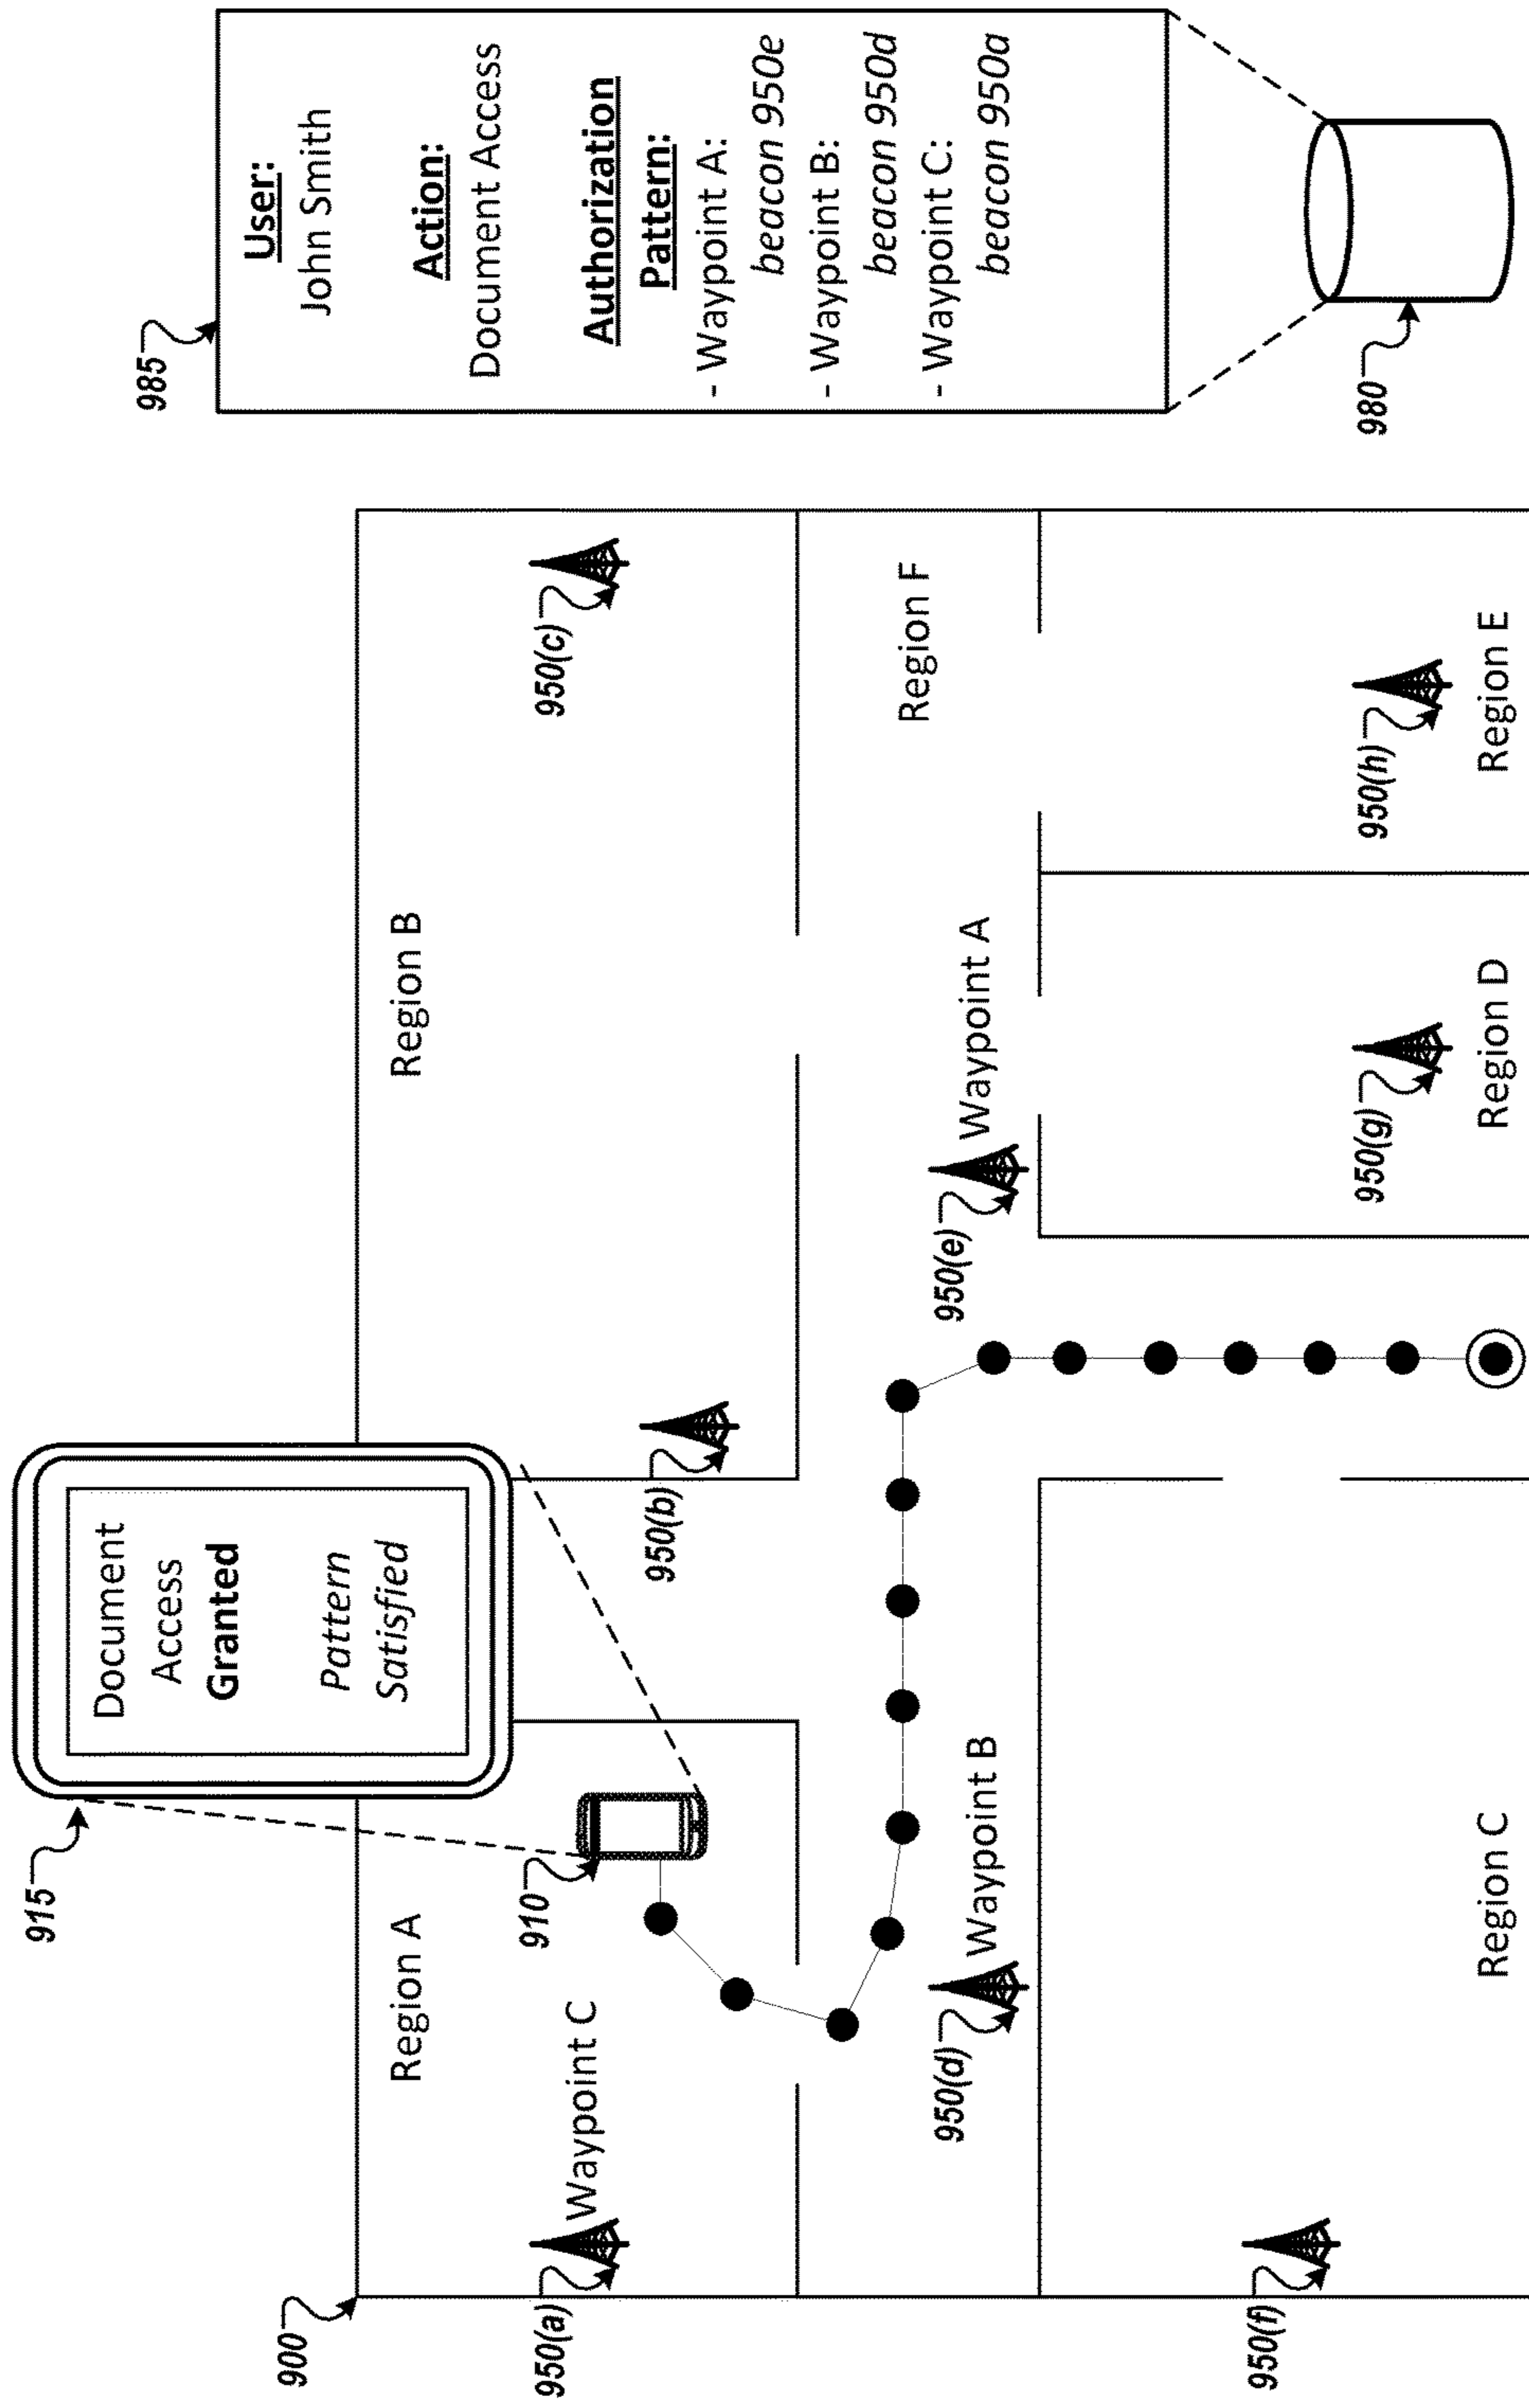 915
Document
Access
Granted
Pattern
Satisfied
985
User:
John Smith
Action:
Document Access
Authorization
Pattern:
- Waypoint A:
beacon 950e
- Waypoint B:
beacon 950d
- Waypoint C:
beacon 950a
980
900
Region A
910
Waypoint C
950(a)
Region B
950(b)
950(c)
Region F
950(d)
Waypoint B
950(e)
Waypoint A
950(f)
Region C
950(g)
Region D
950(h)
Region E